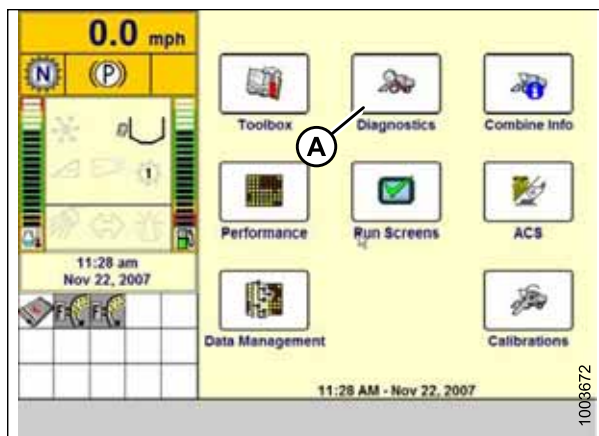 0.0 mph
N (P)
Toolbox Diagnostics Combine Info
A
1
Performance Run Screens ACS
11:28 am
Nov 22, 2007
F= F=
Data Management Calibrations
11:28 AM - Nov 22, 2007
1003672